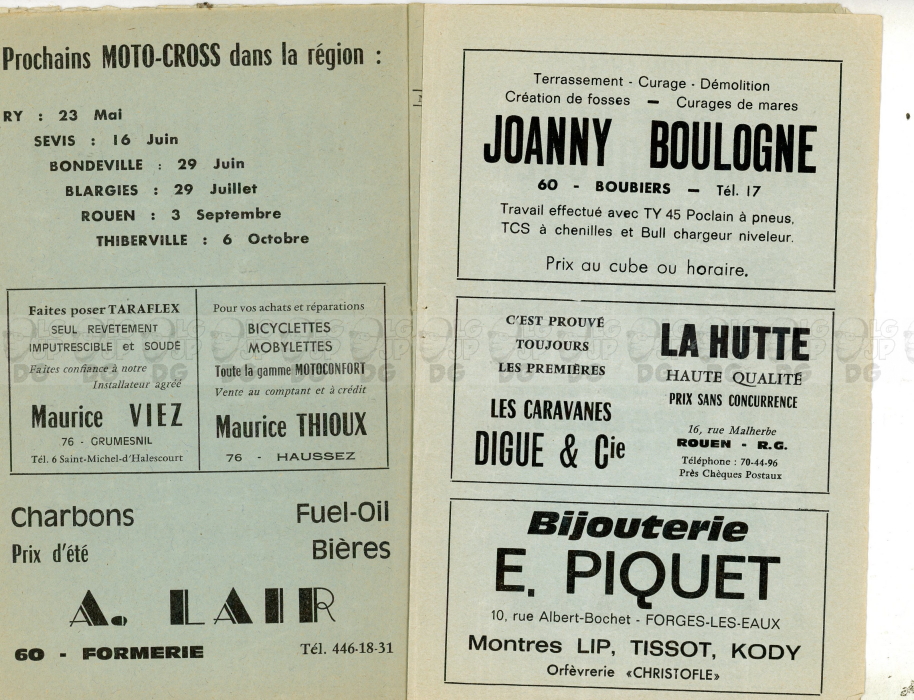 Prochains MOTO-CROSS dans la région :
RY : 23 Mai
SEVIS : 16 Juin
BONDEVILLE : 29 Juin
BLARGIES : 29 Juillet
ROUEN : 3 Septembre
THIBERVILLE : 6 Octobre
Faites poser TARAFLEX
SEUL REVÊTEMENT
IMPUTRESCIBLE et SOUDÉ
Faites confiance à notre
Installateur agréé
Maurice VIEZ
76 - GRUMESNIL
Tél. 6 Saint-Michel-d'Halescourt
Pour vos achats et réparations
BICYCLETTES
MOBYLETTES
Toute la gamme MOTOCONFORT
Vente au comptant et à crédit
Maurice THIOUX
76 - HAUSSEZ
Charbons Fuel-Oil
Prix d'été Bières
A. LAIR
60 - FORMERIE Tél. 446-18-31
Terrassement - Curage - Démolition
Création de fosses — Curages de mares
JOANNY BOULOGNE
60 - BOUBIERS — Tél. 17
Travail effectué avec TY 45 Poclain à pneus,
TCS à chenilles et Bull chargeur niveleur.
Prix au cube ou horaire.
C'EST PROUVÉ
TOUJOURS
LES PREMIÈRES
LES CARAVANES
DIGUE & Cie
LA HUTTE
HAUTE QUALITÉ
PRIX SANS CONCURRENCE
16, rue Malherbe
ROUEN - R.G.
Téléphone : 70-44-96
Près Chèques Postaux
Bijouterie
E. PIQUET
10, rue Albert-Bochet - FORGES-LES-EAUX
Montres LIP, TISSOT, KODY
Orfèvrerie «CHRISTOFLE»